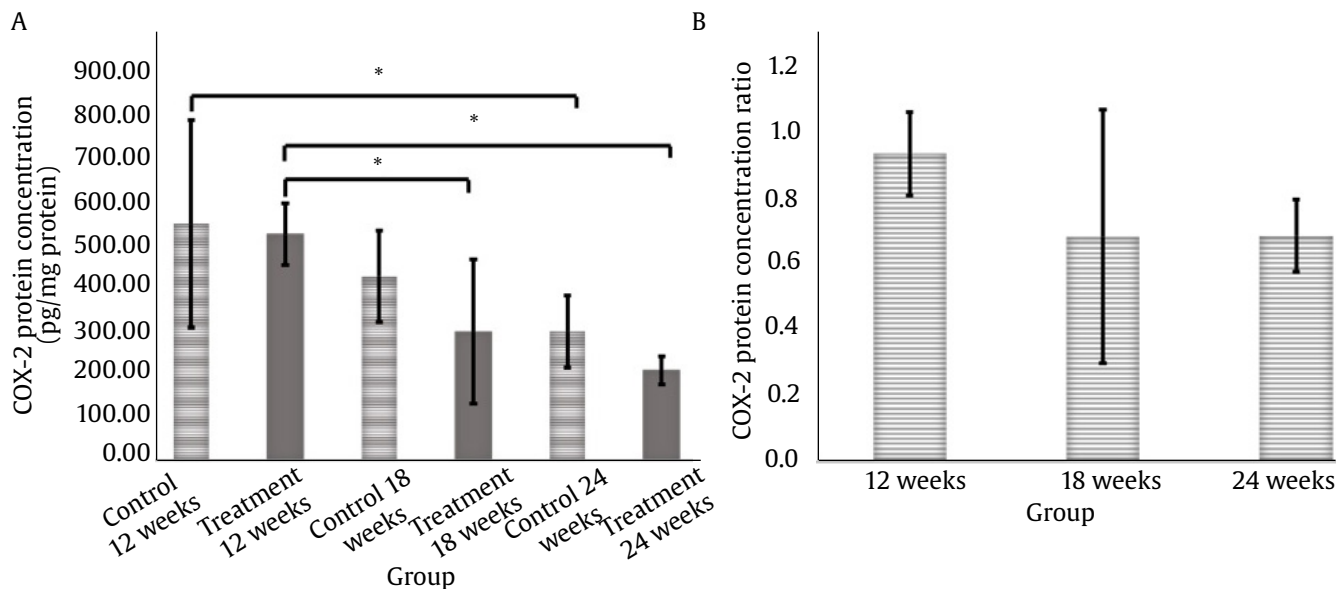 A
COX-2 protein concentration
(pg/mg protein)
900.00
800.00
700.00
600.00
500.00
400.00
300.00
200.00
100.00
0.00
*
*
*
Control
12 weeks
Treatment
12 weeks
Control 18
weeks
Treatment
18 weeks
Control 24
weeks
Treatment
24 weeks
Group
B
COX-2 protein concentration ratio
1.2
1.0
0.8
0.6
0.4
0.2
0.0
12 weeks
18 weeks
24 weeks
Group